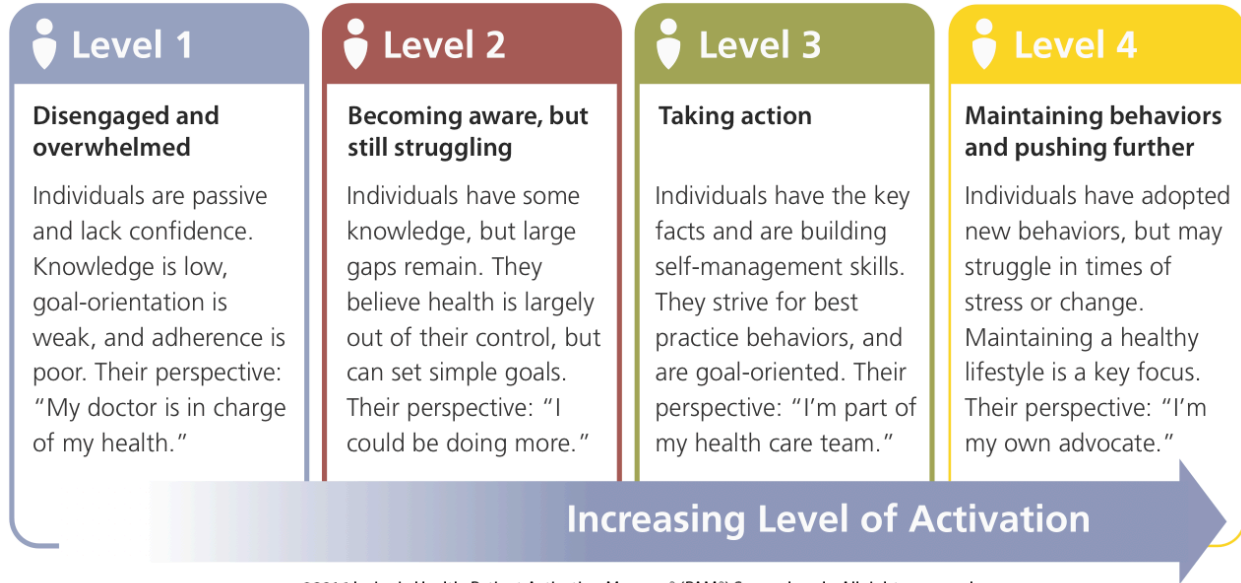 Level 1
Disengaged and
overwhelmed
Individuals are passive
and lack confidence.
Knowledge is low,
goal-orientation is
weak, and adherence is
poor. Their perspective:
“My doctor is in charge
of my health.”
Level 2
Becoming aware, but
still struggling
Individuals have some
knowledge, but large
gaps remain. They
believe health is largely
out of their control, but
can set simple goals.
Their perspective: “I
could be doing more.”
Level 3
Taking action
Individuals have the key
facts and are building
self-management skills.
They strive for best
practice behaviors, and
are goal-oriented. Their
perspective: “I’m part of
my health care team.”
Level 4
Maintaining behaviors
and pushing further
Individuals have adopted
new behaviors, but may
struggle in times of
stress or change.
Maintaining a healthy
lifestyle is a key focus.
Their perspective: “I’m
my own advocate.”
Increasing Level of Activation